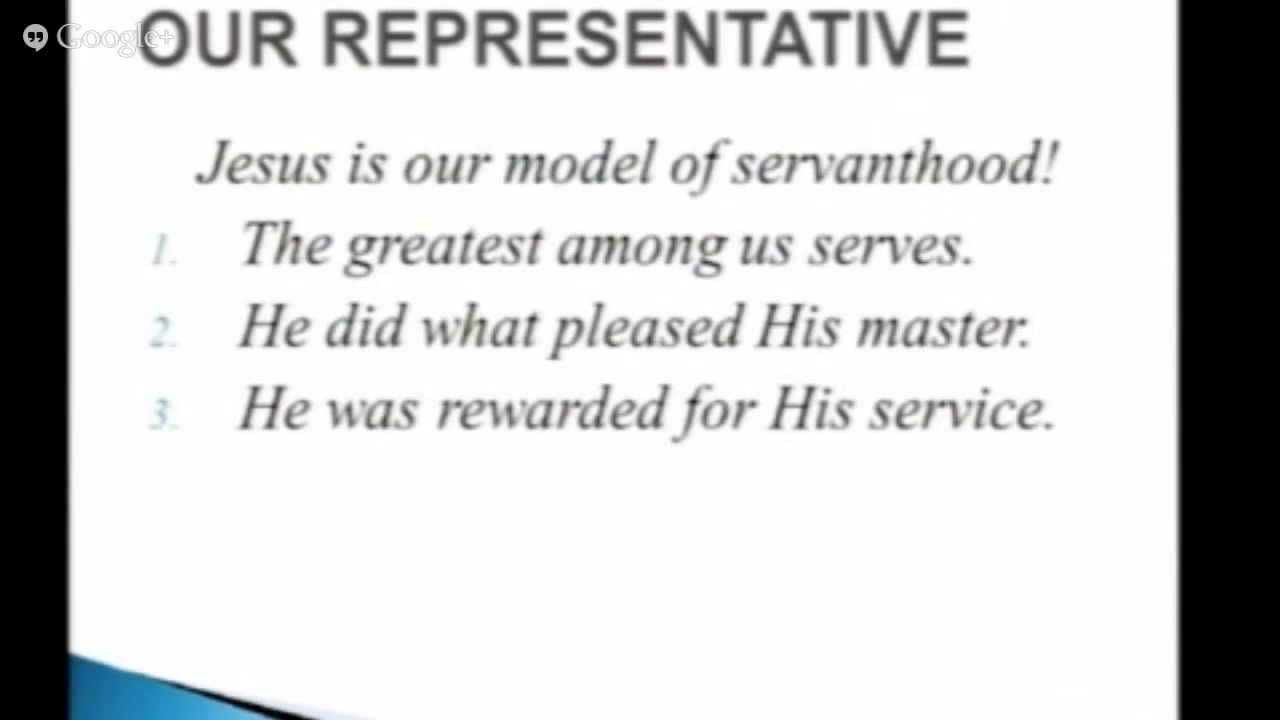 Google+
OUR REPRESENTATIVE
Jesus is our model of servanthood!
1. The greatest among us serves.
2. He did what pleased His master.
3. He was rewarded for His service.